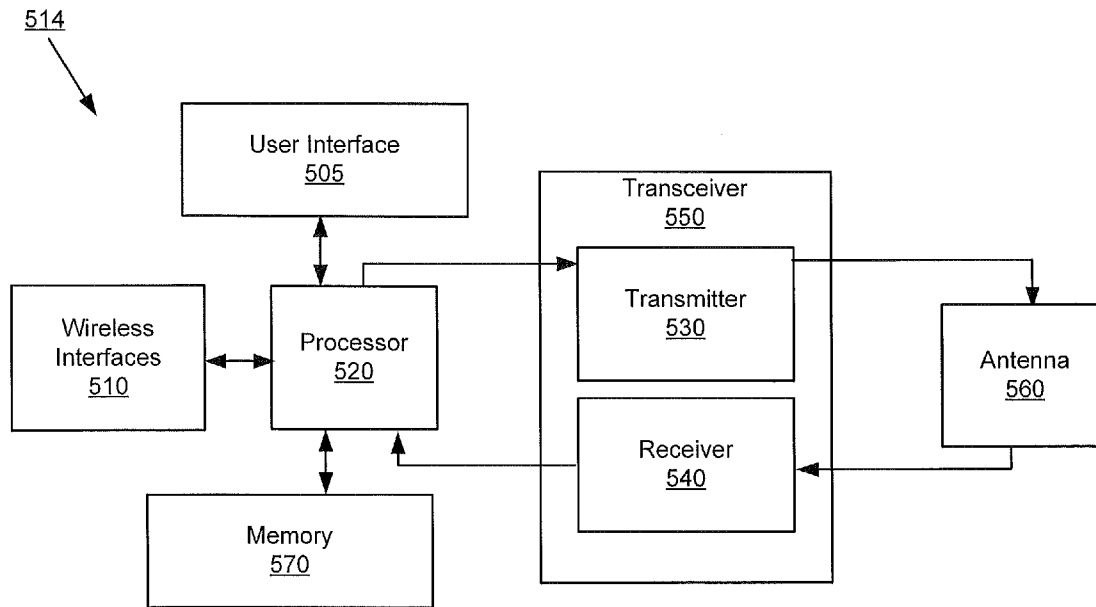 514
User Interface
505
Transceiver
550
Transmitter
530
Wireless
Interfaces
510
Processor
520
Antenna
560
Receiver
540
Memory
570